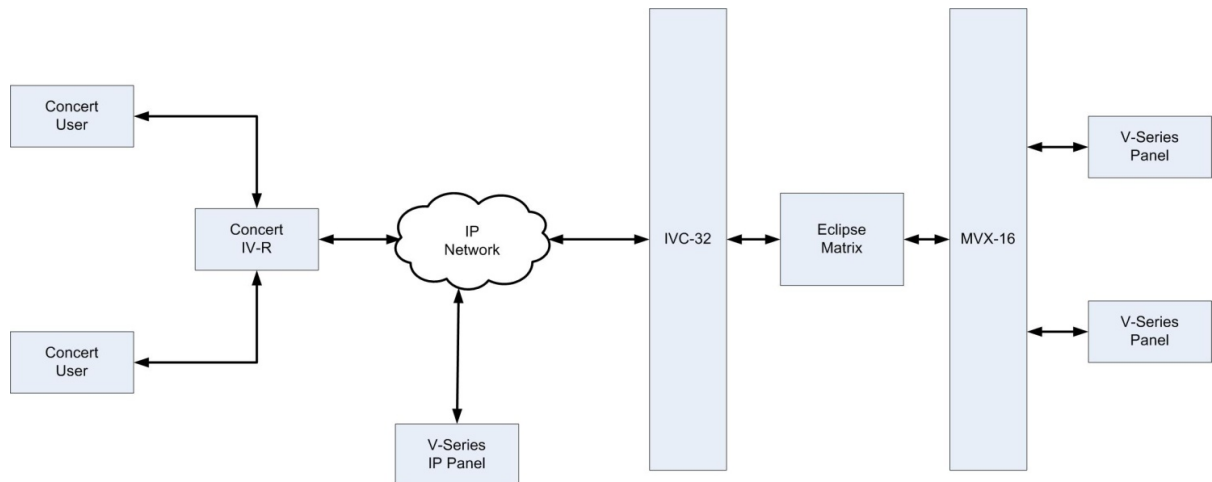 Concert
User
Concert
IV-R
Concert
User
IP
Network
V-Series
IP Panel
IVC-32
Eclipse
Matrix
MVX-16
V-Series
Panel
V-Series
Panel